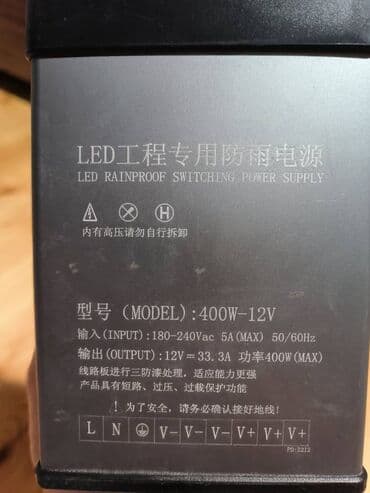 LED工程专用防雨电源
LED RAINPROOF SWITCHING POWER SUPPLY
H
内有高压请勿自行拆卸
型号 (MODEL):400W-12V
输入(INPUT):180-240Vac 5A(MAX) 50/60Hz
输出(OUTPUT):12V=33.3A 功率400W(MAX)
线路板进行三防漆处理，适应能力更强
产品具有短路、过压、过载保护功能
！为了安全，请务必确认接好地线！
L N V- V- V- V+ V+ V+
PD-2212